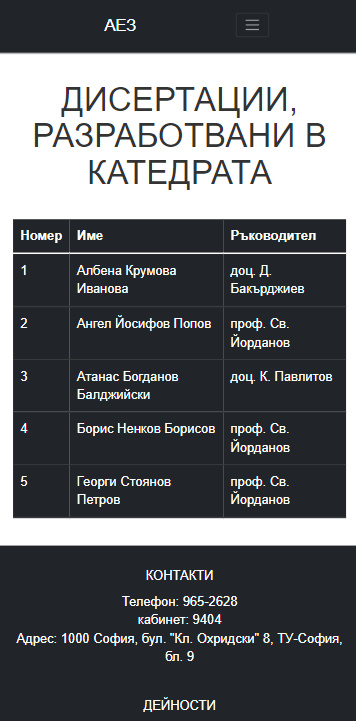 АЕЗ
ДИСЕРТАЦИИ,
РАЗРАБОТВАНИ В
КАТЕДРАТА
Номер Име Ръководител
1 Албена Крумова Иванова доц. Д. Бакърджиев
2 Ангел Йосифов Попов проф. Св. Йорданов
3 Атанас Богданов Балджийски доц. К. Павлитов
4 Борис Ненков Борисов проф. Св. Йорданов
5 Георги Стоянов Петров проф. Св. Йорданов
КОНТАКТИ
Телефон: 965-2628
кабинет: 9404
Адрес: 1000 София, бул. "Кл. Охридски" 8, ТУ-София,
бл. 9
ДЕЙНОСТИ